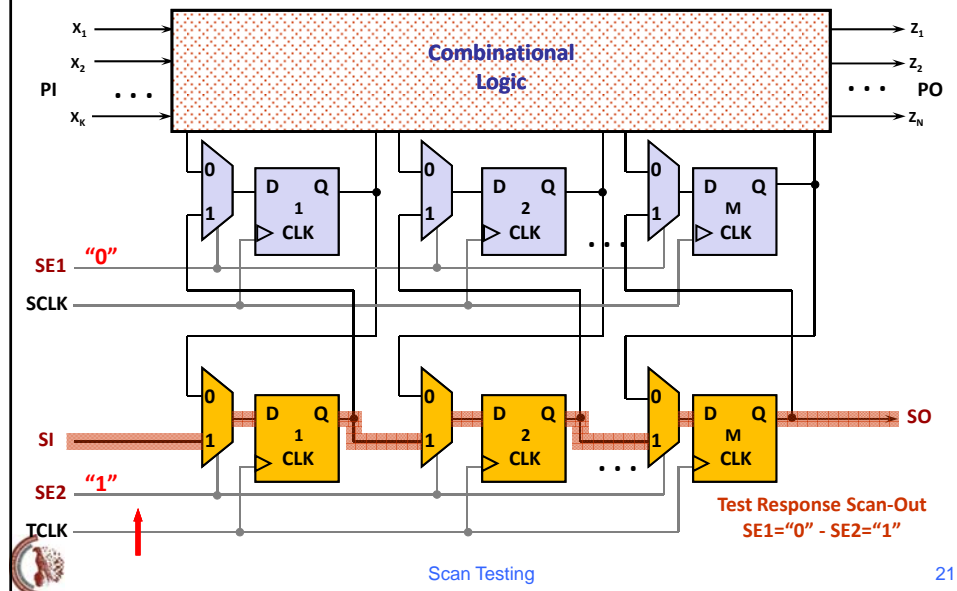 X1
Z1
Combinational
Logic
X2
Z2
PI
. . .
. . .
PO
XK
ZN
0
D Q
1
CLK
1
0
D Q
2
CLK
1
. . .
0
D Q
M
CLK
1
SE1 “0”
SCLK
0
D Q
1
CLK
1
0
D Q
2
CLK
1
. . .
0
D Q
M
CLK
1
SI
SO
SE2 “1”
TCLK
Test Response Scan-Out
SE1=“0” - SE2=“1”
Scan Testing
21